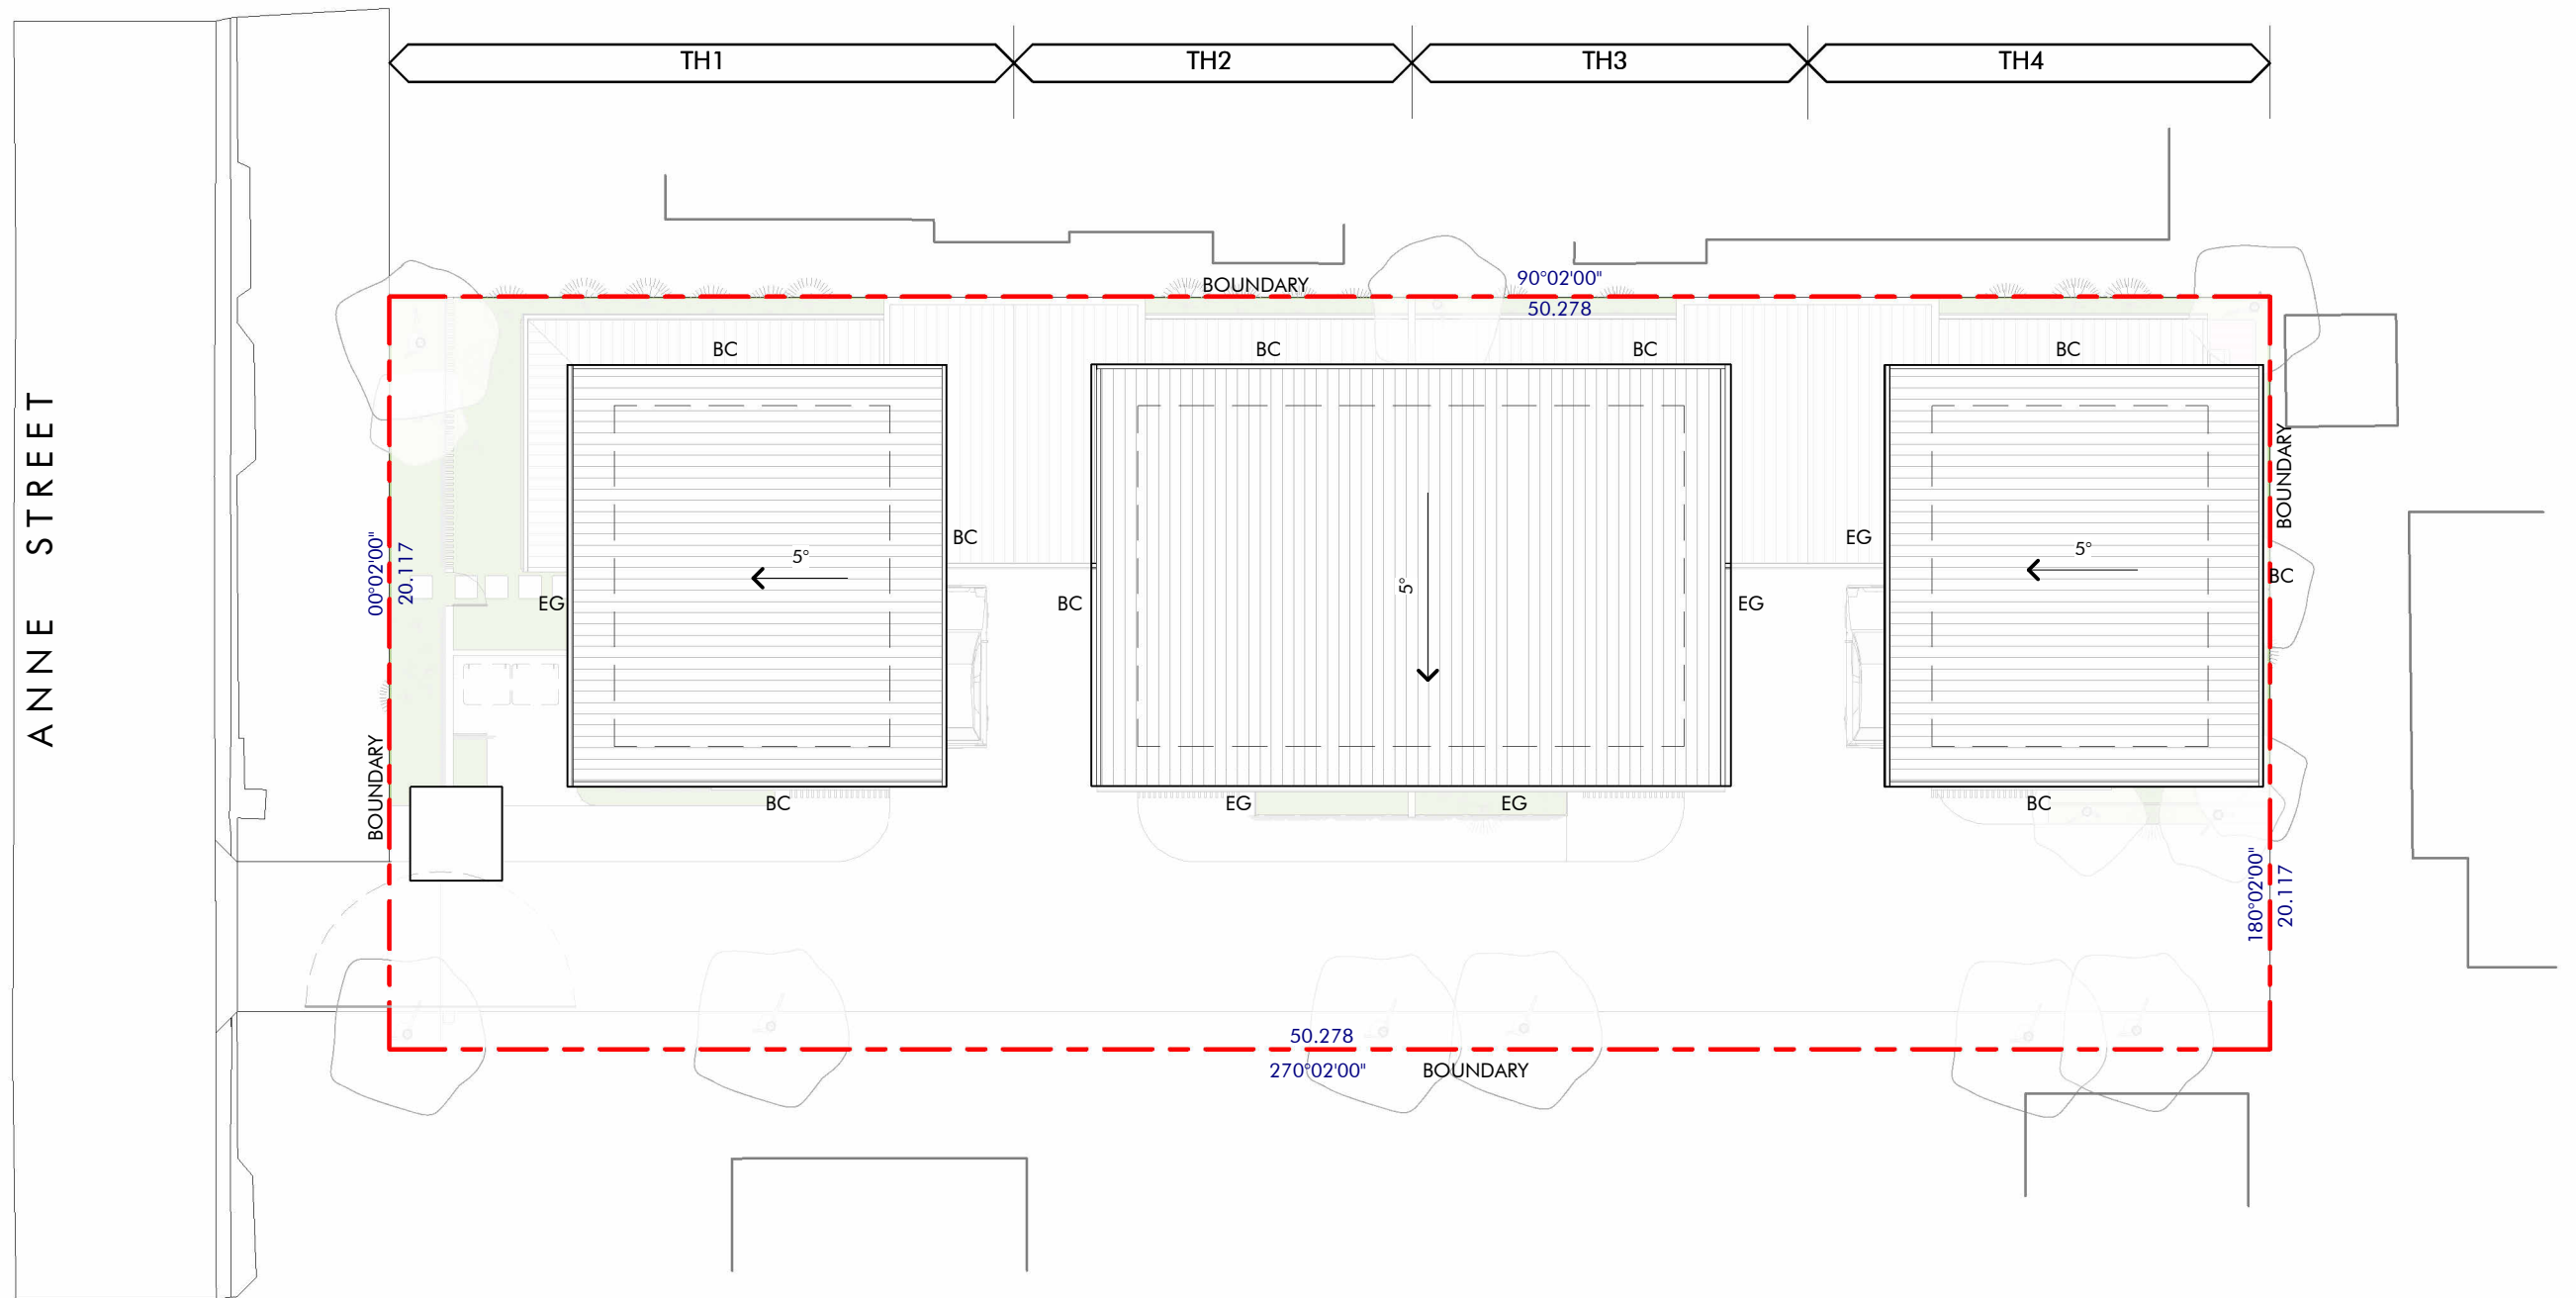 TH1
TH2
TH3
TH4
BOUNDARY
90°02'00"
50.278
BC
BC
BC
BC
ANNE STREET
00°02'00"
20.117
BOUNDARY
5°
BC
EG
BC
5°
EG
EG
5°
BOUNDARY
BC
BOUNDARY
BC
EG
EG
BC
180°02'00"
20.117
50.278
270°02'00"
BOUNDARY